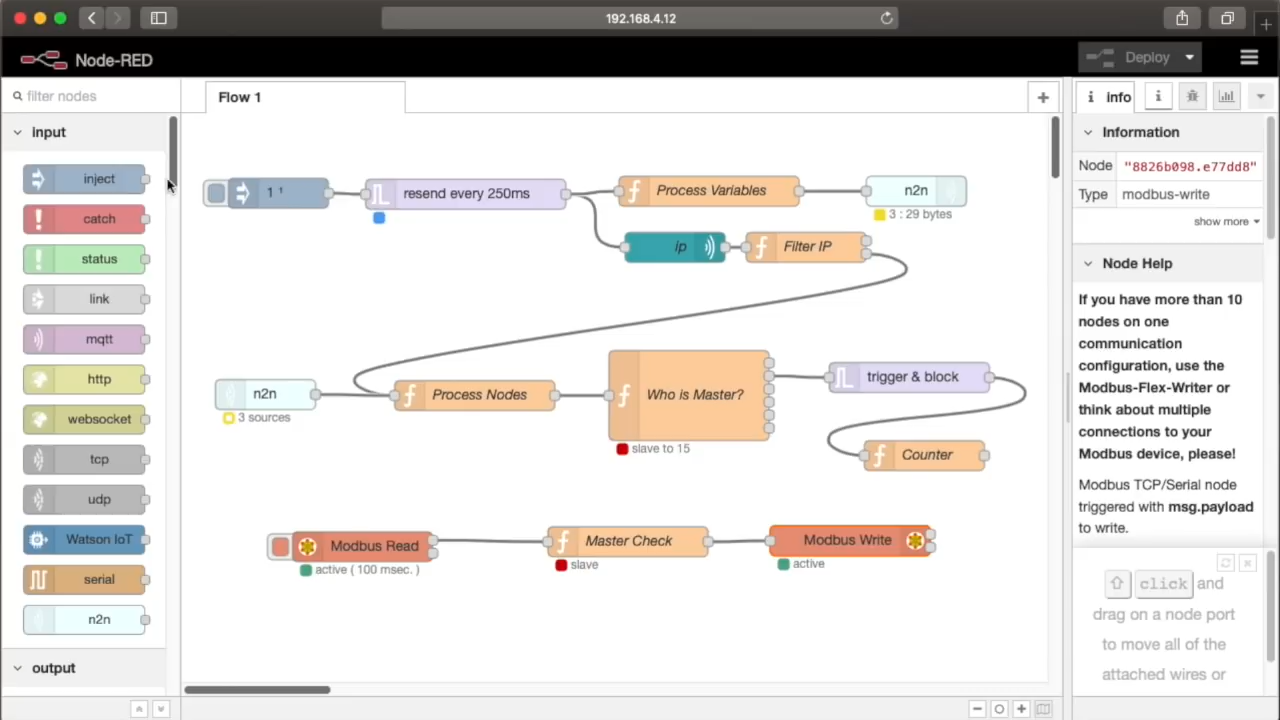 192.168.4.12
Node-RED
Deploy
filter nodes
Flow 1
info
input
inject
catch
status
link
mqtt
http
websocket
tcp
udp
Watson IoT
serial
n2n
output
1 ¹
resend every 250ms
Process Variables
n2n
3 : 29 bytes
ip
Filter IP
n2n
3 sources
Process Nodes
Who is Master?
slave to 15
trigger & block
Counter
Modbus Read
active ( 100 msec. )
Master Check
slave
Modbus Write
active
Information
Node "8826b098.e77dd8"
Type modbus-write
show more
Node Help
If you have more than 10
nodes on one
communication
configuration, use the
Modbus-Flex-Writer or
think about multiple
connections to your
Modbus device, please!
Modbus TCP/Serial node
triggered with msg.payload
to write.
click and
drag on a node port
to move all of the
attached wires or